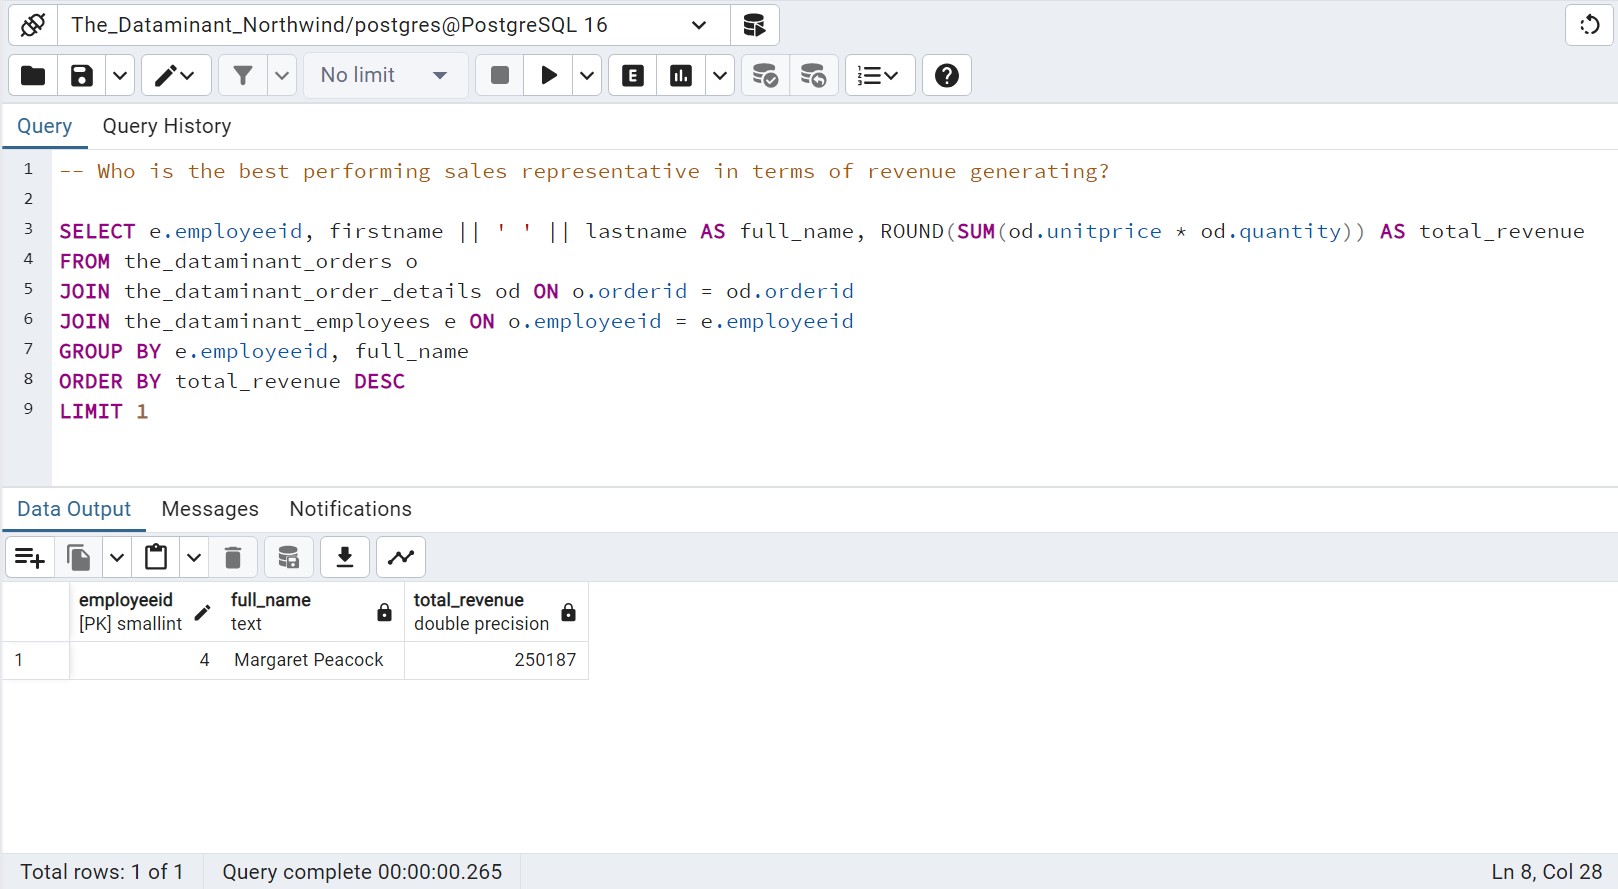 The_Dataminant_Northwind/postgres@PostgreSQL 16
No limit
E
Query Query History
1 -- Who is the best performing sales representative in terms of revenue generating?
2
3 SELECT e.employeeid, firstname || ' ' || lastname AS full_name, ROUND(SUM(od.unitprice * od.quantity)) AS total_revenue
4 FROM the_dataminant_orders o
5 JOIN the_dataminant_order_details od ON o.orderid = od.orderid
6 JOIN the_dataminant_employees e ON o.employeeid = e.employeeid
7 GROUP BY e.employeeid, full_name
8 ORDER BY total_revenue DESC
9 LIMIT 1
Data Output Messages Notifications
employeeid full_name total_revenue
[PK] smallint text double precision
1 4 Margaret Peacock 250187
Total rows: 1 of 1 Query complete 00:00:00.265 Ln 8, Col 28